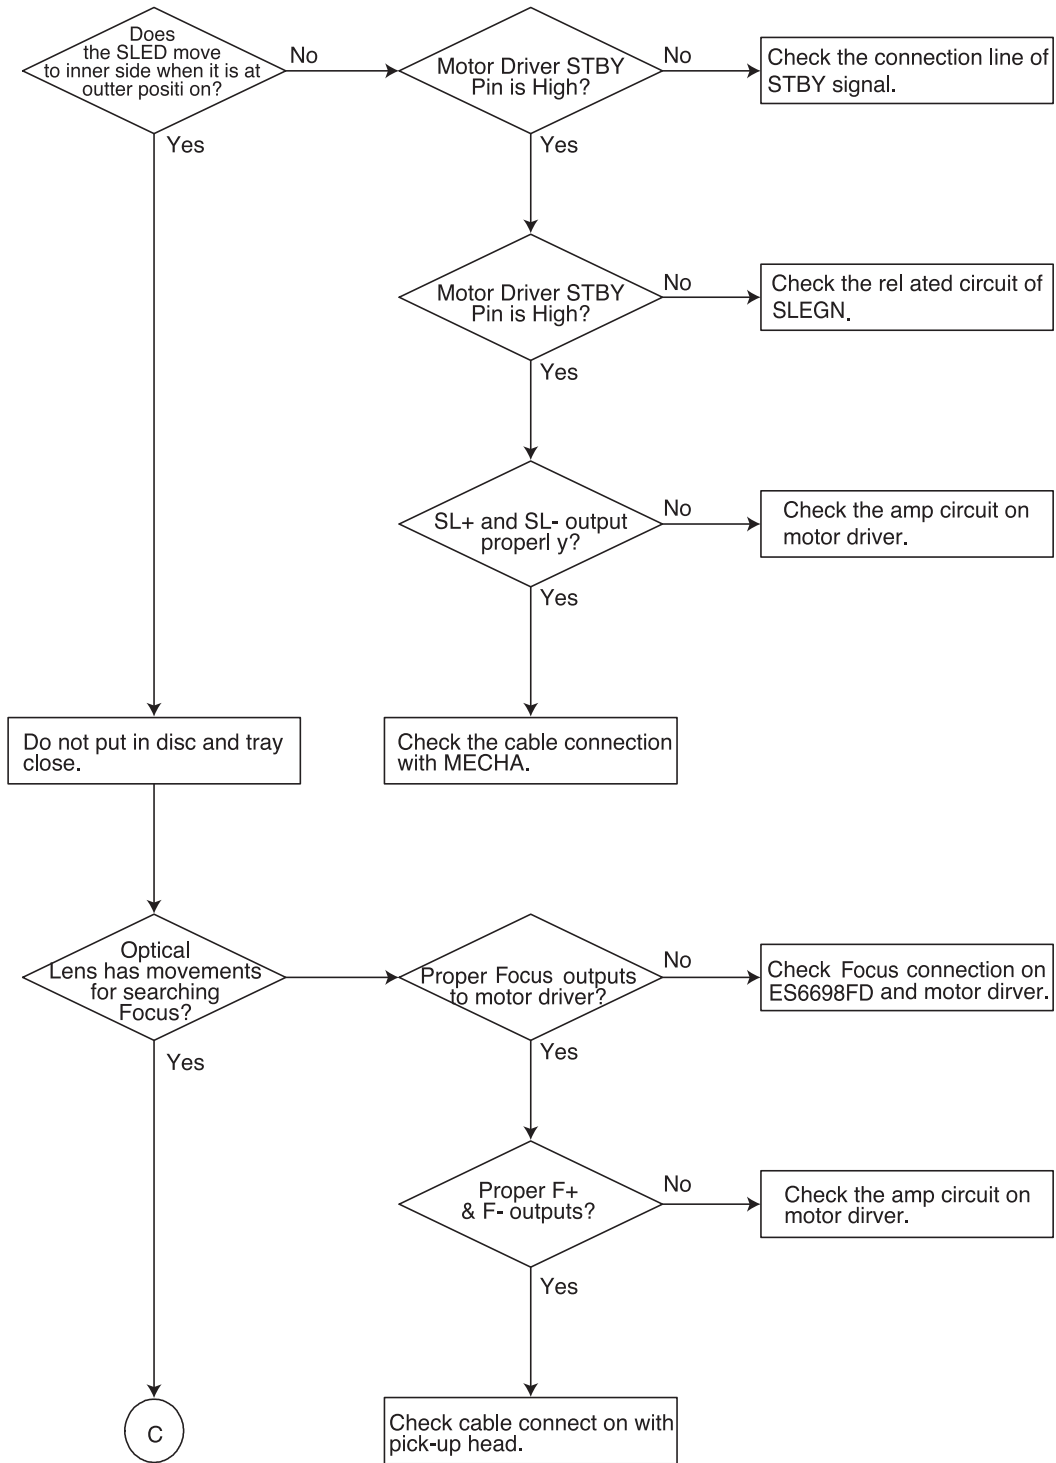 Does
the SLED move
to inner side when it is at
outter positi on?
No
Yes
Motor Driver STBY
Pin is High?
No
Yes
Check the connection line of
STBY signal.
Motor Driver STBY
Pin is High?
No
Yes
Check the rel ated circuit of
SLEGN.
SL+ and SL- output
properl y?
No
Yes
Check the amp circuit on
motor driver.
Do not put in disc and tray
close.
Check the cable connection
with MECHA.
Optical
Lens has movements
for searching
Focus?
Yes
Proper Focus outputs
to motor driver?
No
Yes
Check Focus connection on
ES6698FD and motor dirver.
Proper F+
& F- outputs?
No
Yes
Check the amp circuit on
motor dirver.
C
Check cable connect on with
pick-up head.